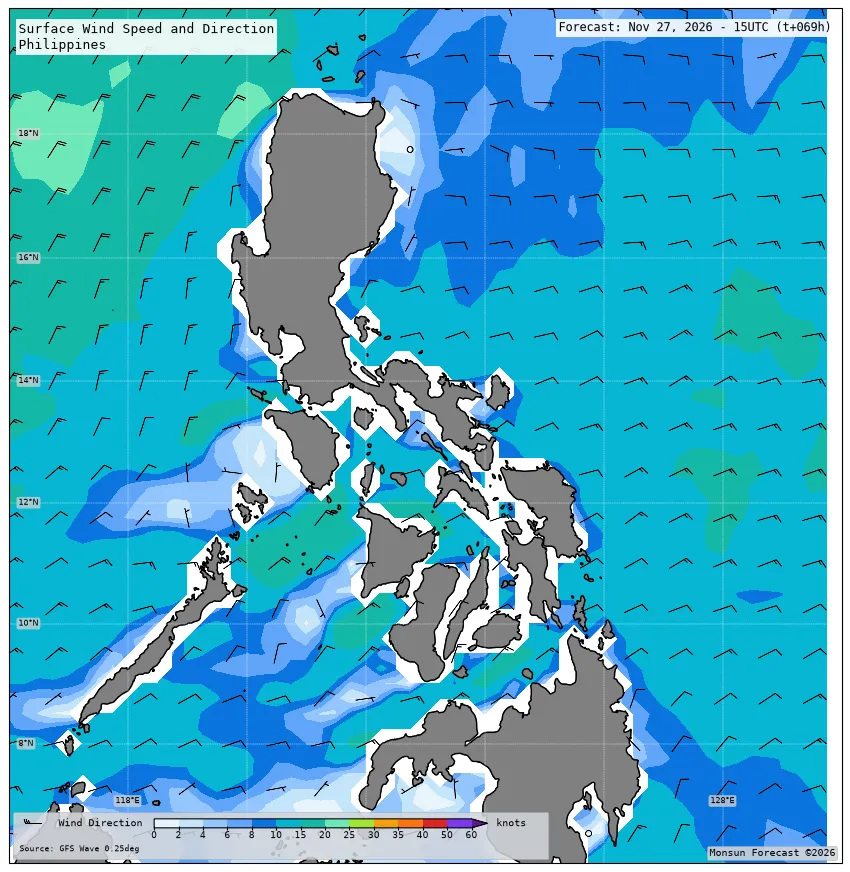 Surface Wind Speed and Direction
Philippines
Forecast: Nov 27, 2026 - 15UTC (t+069h)
18°N
16°N
14°N
12°N
10°N
8°N
118°E
128°E
Wind Direction
0 2 4 6 8 10 15 20 25 30 35 40 50 60
knots
Source: GFS Wave 0.25deg
Monsun Forecast ©2026